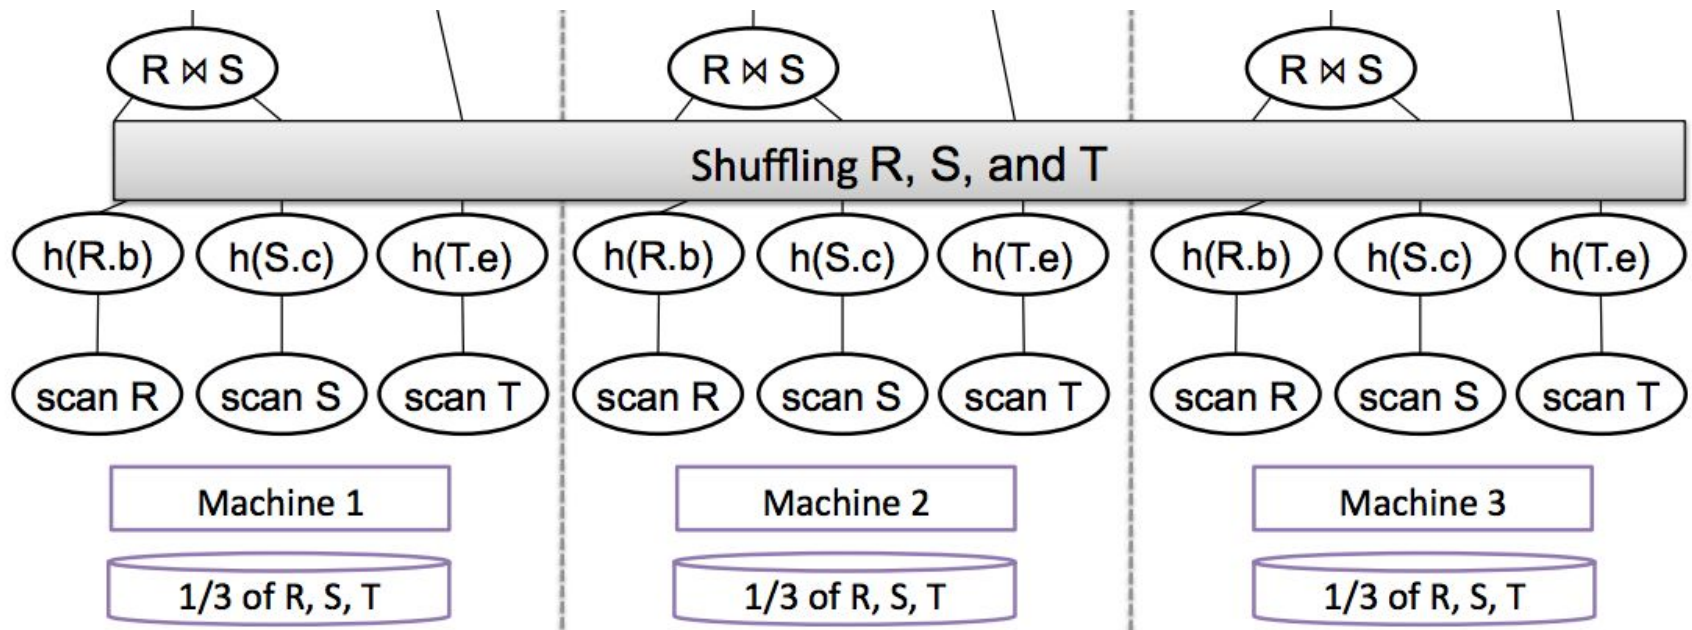 R ⋈ S R ⋈ S R ⋈ S
Shuffling R, S, and T
h(R.b) h(S.c) h(T.e) h(R.b) h(S.c) h(T.e) h(R.b) h(S.c) h(T.e)
scan R scan S scan T scan R scan S scan T scan R scan S scan T
Machine 1 Machine 2 Machine 3
1/3 of R, S, T 1/3 of R, S, T 1/3 of R, S, T